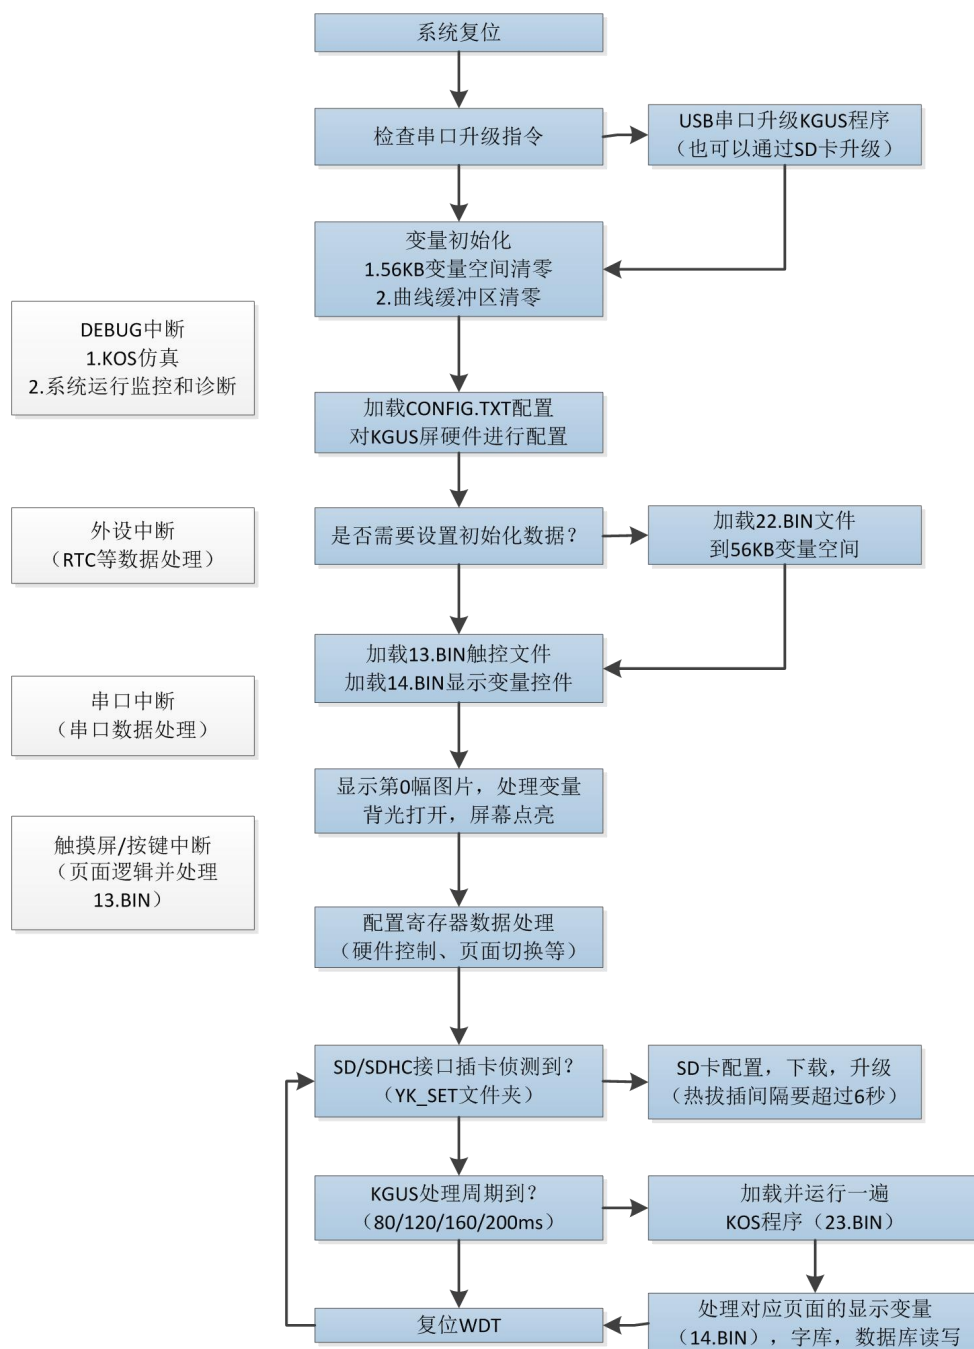 系统复位
检查串口升级指令
USB串口升级KGUS程序
（也可以通过SD卡升级）
变量初始化
1.56KB变量空间清零
2.曲线缓冲区清零
DEBUG中断
1.KOS仿真
2.系统运行监控和诊断
加载CONFIG.TXT配置
对KGUS屏硬件进行配置
外设中断
（RTC等数据处理）
是否需要设置初始化数据？
加载22.BIN文件
到56KB变量空间
加载13.BIN触控文件
加载14.BIN显示变量控件
串口中断
（串口数据处理）
显示第0幅图片，处理变量
背光打开，屏幕点亮
触摸屏/按键中断
（页面逻辑并处理
13.BIN）
配置寄存器数据处理
（硬件控制、页面切换等）
SD/SDHC接口插卡侦测到？
（YK_SET文件夹）
SD卡配置，下载，升级
（热拔插间隔要超过6秒）
KGUS处理周期到？
（80/120/160/200ms）
加载并运行一遍
KOS程序（23.BIN）
复位WDT
处理对应页面的显示变量
（14.BIN），字库，数据库读写